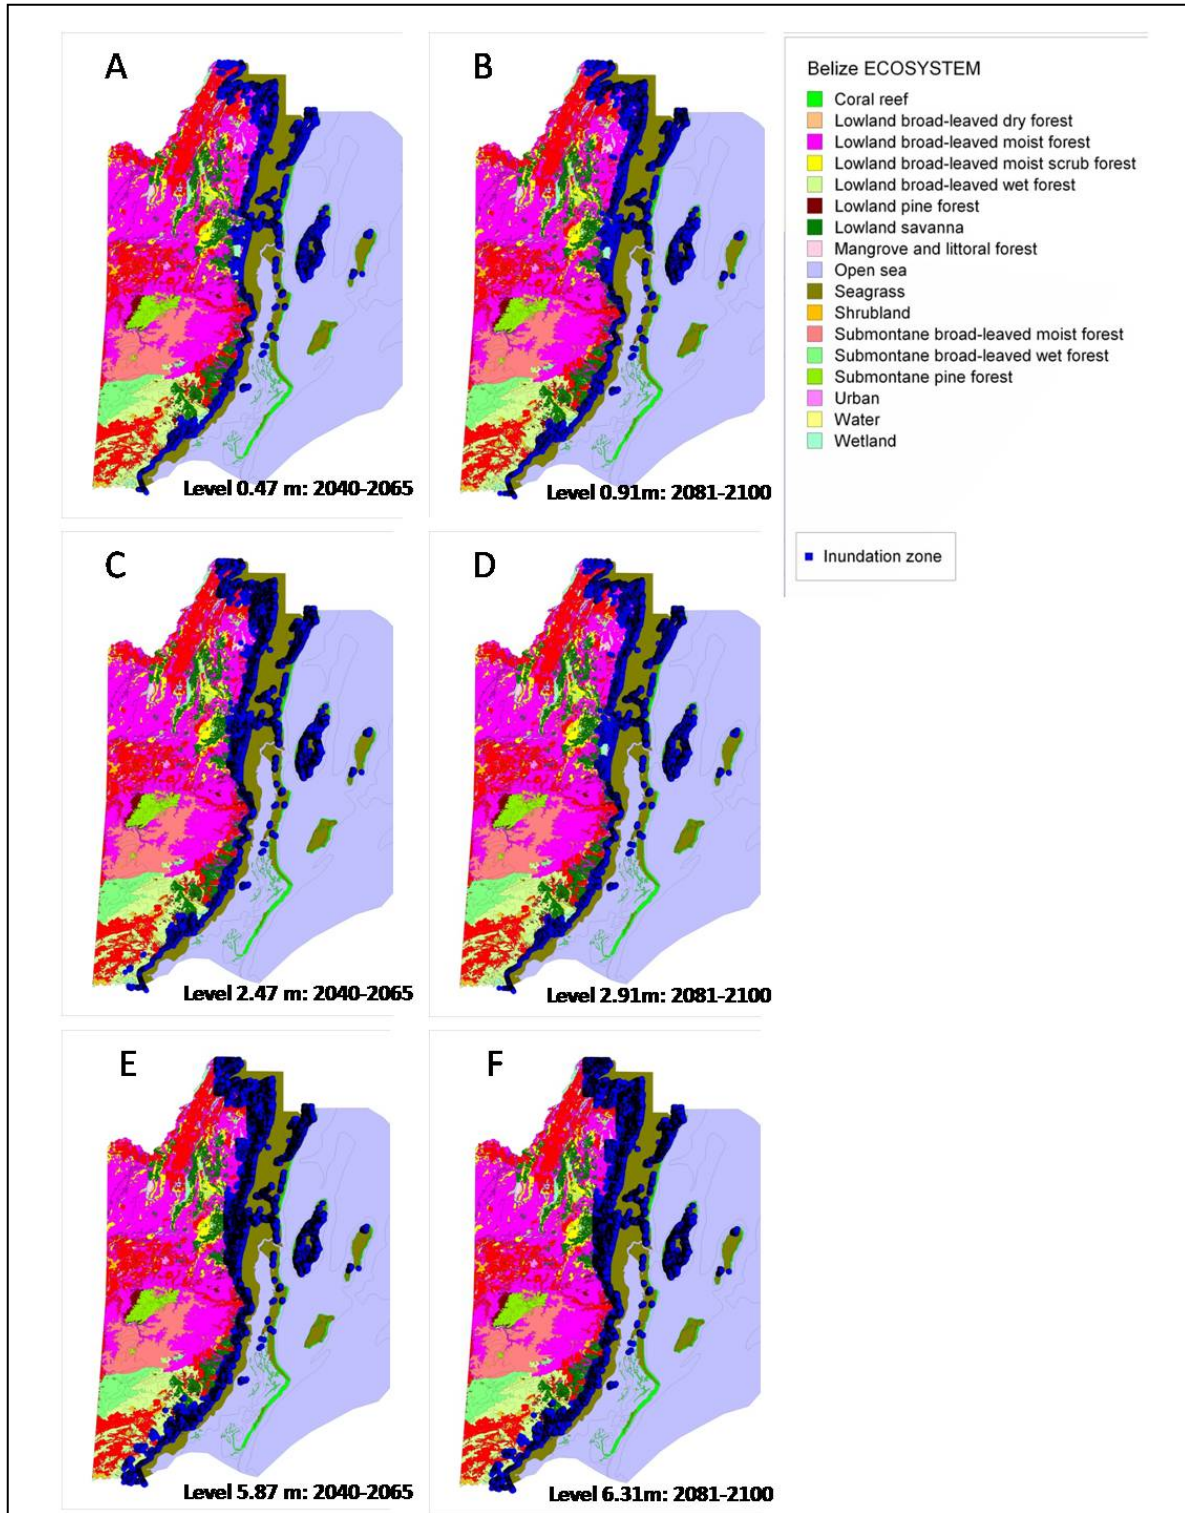 A
B
Belize ECOSYSTEM
Coral reef
Lowland broad-leaved dry forest
Lowland broad-leaved moist forest
Lowland broad-leaved moist scrub forest
Lowland broad-leaved wet forest
Lowland pine forest
Lowland savanna
Mangrove and littoral forest
Open sea
Seagrass
Shrubland
Submontane broad-leaved moist forest
Submontane broad-leaved wet forest
Submontane pine forest
Urban
Water
Wetland
Inundation zone
Level 0.47 m: 2040-2065
Level 0.91m: 2081-2100
C
D
Level 2.47 m: 2040-2065
Level 2.91m: 2081-2100
E
F
Level 5.87 m: 2040-2065
Level 6.31m: 2081-2100